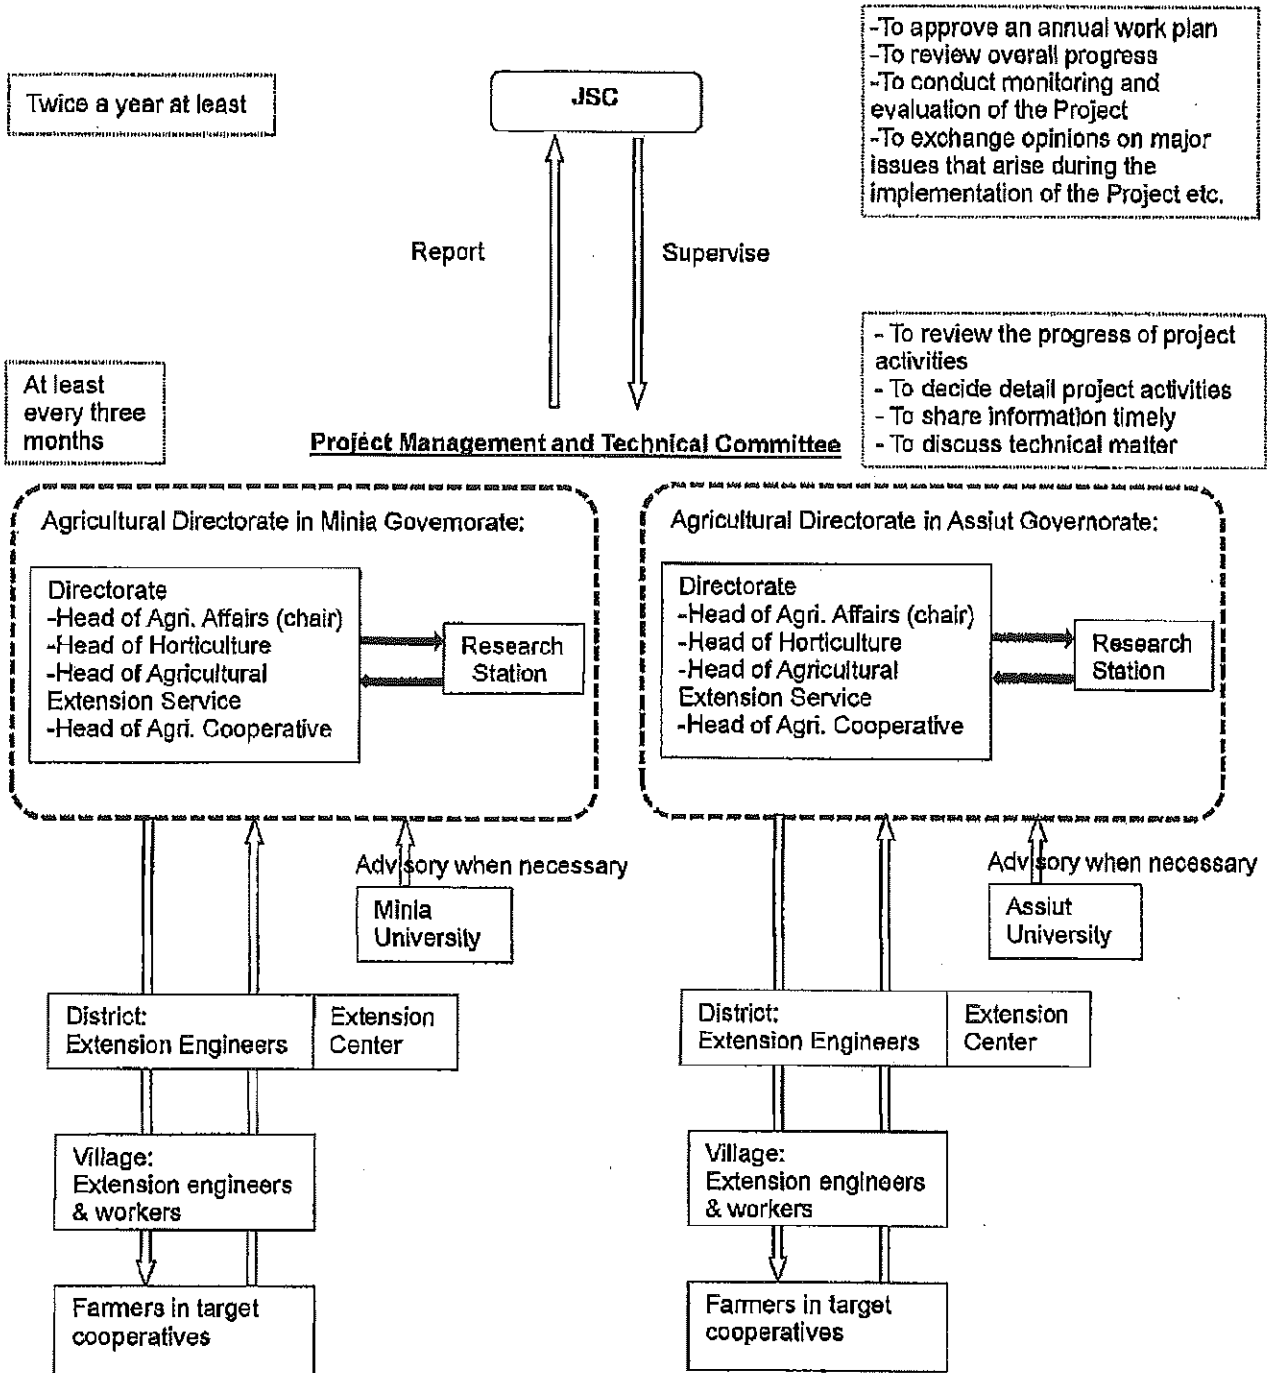 -To approve an annual work plan
-To review overall progress
-To conduct monitoring and
evaluation of the Project
-To exchange opinions on major
issues that arise during the
implementation of the Project etc.
Twice a year at least
JSC
Report
Supervise
At least
every three
months
- To review the progress of project
activities
- To decide detail project activities
- To share information timely
- To discuss technical matter
Project Management and Technical Committee
Agricultural Directorate in Minia Governorate:
Directorate
-Head of Agri. Affairs (chair)
-Head of Horticulture
-Head of Agricultural
Extension Service
-Head of Agri. Cooperative
Research
Station
Advisory when necessary
Minia
University
District:
Extension Engineers
Extension
Center
Village:
Extension engineers
& workers
Farmers in target
cooperatives
Agricultural Directorate in Assiut Governorate:
Directorate
-Head of Agri. Affairs (chair)
-Head of Horticulture
-Head of Agricultural
Extension Service
-Head of Agri. Cooperative
Research
Station
Advisory when necessary
Assiut
University
District:
Extension Engineers
Extension
Center
Village:
Extension engineers
& workers
Farmers in target
cooperatives